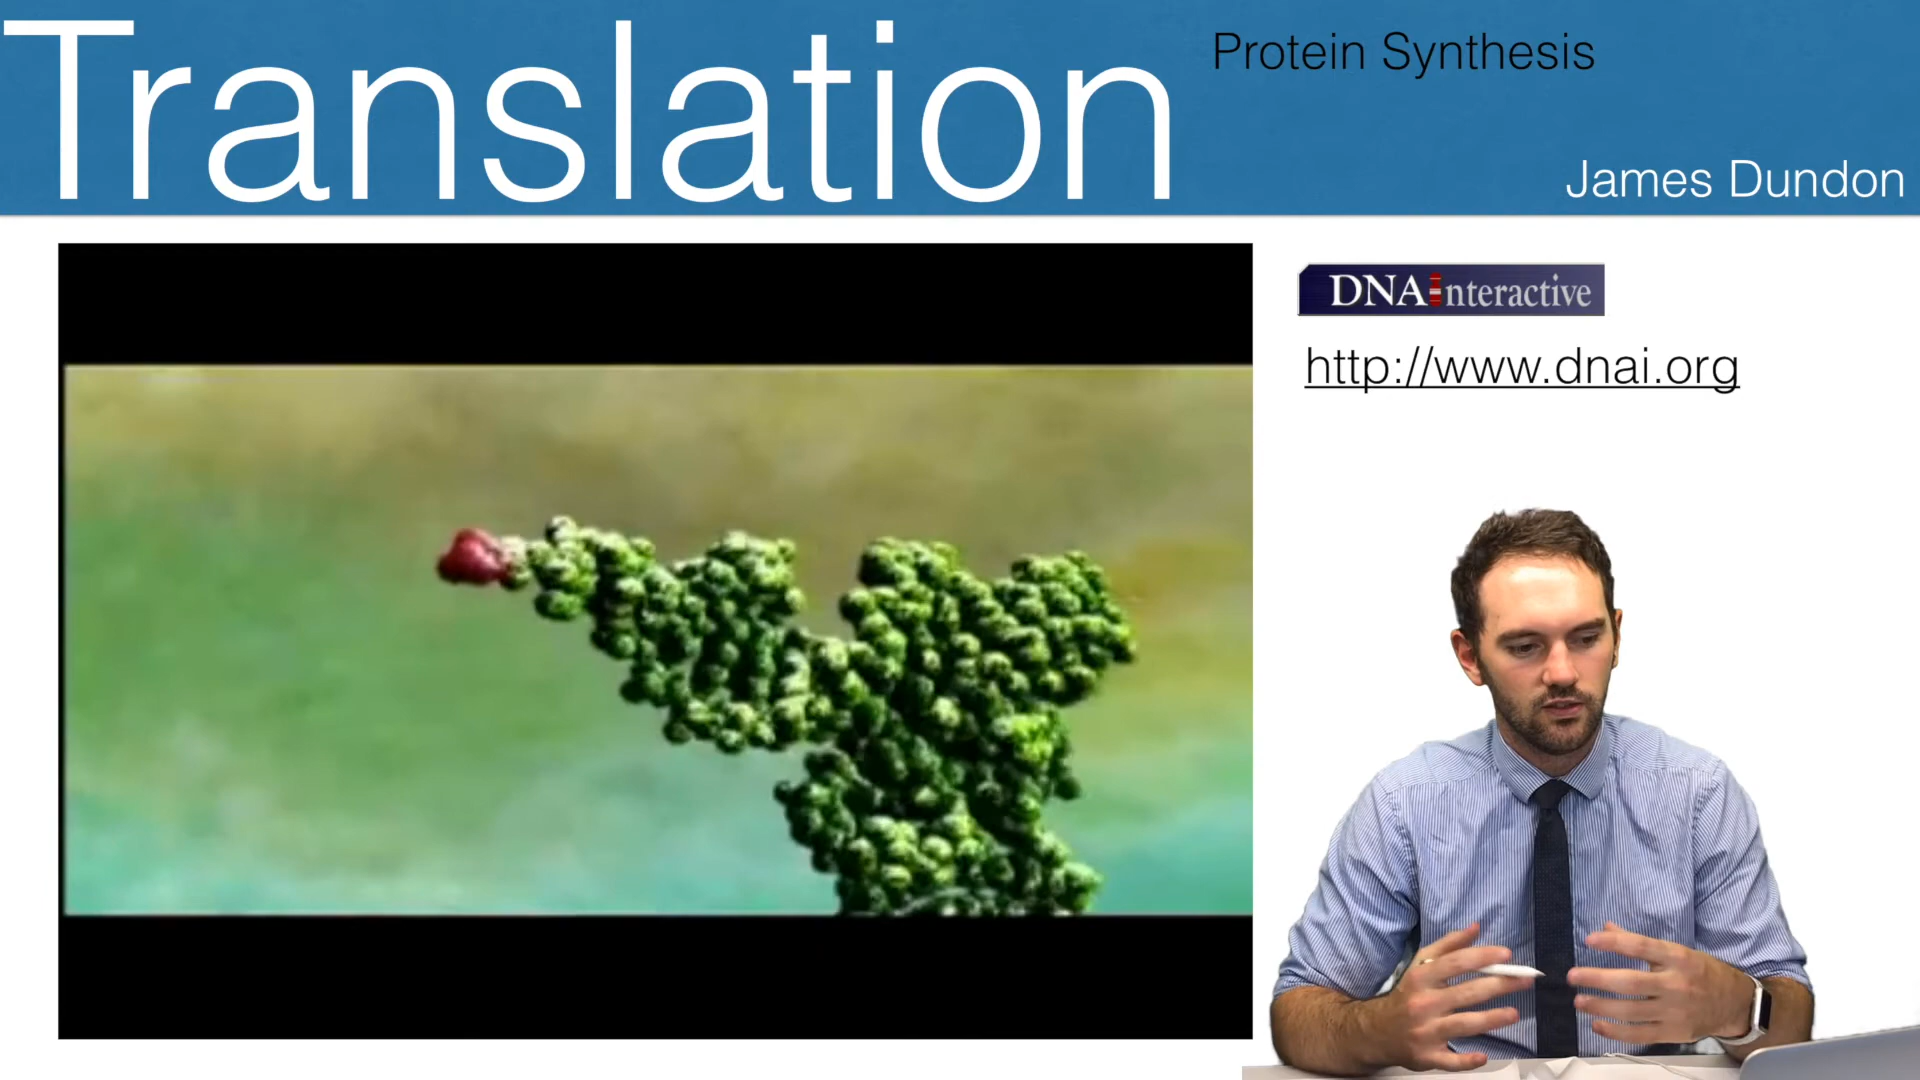 Translation
Protein Synthesis
James Dundon
DNA interactive
http://www.dnai.org